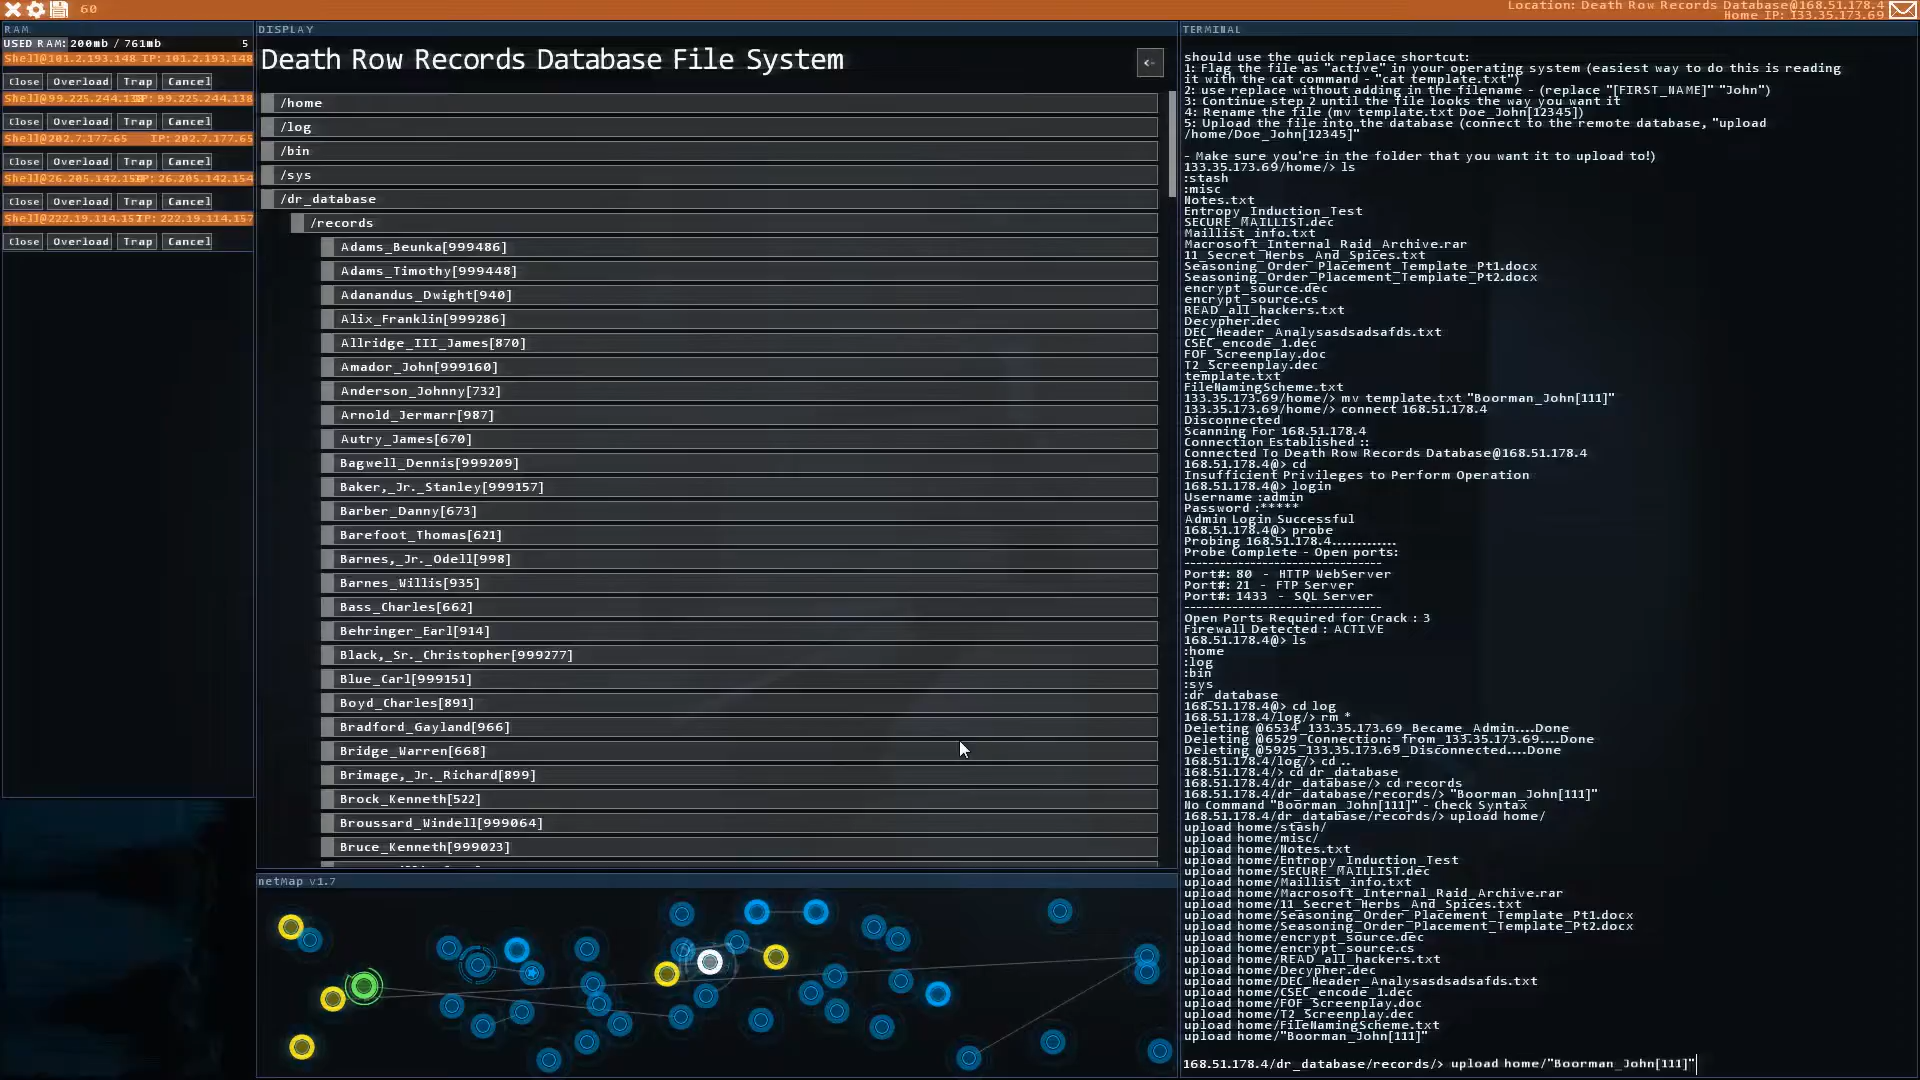 60
Location: Death Row Records Database@168.51.178.4
Home IP: 133.35.173.69
RAM
USED RAM: 200mb / 761mb 5
Shell@101.2.193.148 IP: 101.2.193.148
Close Overload Trap Cancel
IP: 99.225.244.138
Close Overload Trap Cancel
Shell@202.7.177.65 IP: 202.7.177.65
Close Overload Trap Cancel
IP: 26.205.142.154
Close Overload Trap Cancel
IP: 222.19.114.157
Close Overload Trap Cancel
DISPLAY
Death Row Records Database File System
<-
/home
/log
/bin
/sys
/dr_database
/records
Adams_Beunka[999486]
Adams_Timothy[999448]
Adanandus_Dwight[940]
Alix_Franklin[999286]
Allridge_III_James[870]
Amador_John[999160]
Anderson_Johnny[732]
Arnold_Jermarr[987]
Autry_James[670]
Bagwell_Dennis[999209]
Baker,_Jr._Stanley[999157]
Barber_Danny[673]
Barefoot_Thomas[621]
Barnes,_Jr._Odell[998]
Barnes_Willis[935]
Bass_Charles[662]
Behringer_Earl[914]
Black,_Sr._Christopher[999277]
Blue_Carl[999151]
Boyd_Charles[891]
Bradford_Gayland[966]
Bridge_Warren[668]
Brimage,_Jr._Richard[899]
Brock_Kenneth[522]
Broussard_Windell[999064]
Bruce_Kenneth[999023]
netMap v1.7
TERMINAL
should use the quick replace shortcut:
1: Flag the file as "active" in your operating system (easiest way to do this is reading
it with the cat command - "cat template.txt")
2: use replace without adding in the filename - (replace "[FIRST_NAME]" "John")
3: Continue step 2 until the file looks the way you want it
4: Rename the file (mv template.txt Doe_John[12345])
5: Upload the file into the database (connect to the remote database, "upload
/home/Doe_John[12345]"
- Make sure you're in the folder that you want it to upload to!)
133.35.173.69/home/> ls
:stash
:misc
Notes.txt
Entropy_Induction_Test
SECURE_MAILLIST.dec
Maillist_info.txt
Macrosoft_Internal_Raid_Archive.rar
11_Secret_Herbs_And_Spices.txt
Seasoning_Order_Placement_Template_Pt1.docx
Seasoning_Order_Placement_Template_Pt2.docx
encrypt_source.dec
encrypt_source.cs
READ_all_hackers.txt
Decypher.dec
DEC_Header_Analysasdsadsafds.txt
CSEC_encode_1.dec
FOF_Screenplay.doc
T2_Screenplay.dec
template.txt
FileNamingScheme.txt
133.35.173.69/home/> mv template.txt "Boorman_John[111]"
133.35.173.69/home/> connect 168.51.178.4
Disconnected
Scanning For 168.51.178.4
Connection Established ::
Connected To Death Row Records Database@168.51.178.4
168.51.178.4@> cd
Insufficient Privileges to Perform Operation
168.51.178.4@> login
Username :admin
Password :*****
Admin Login Successful
168.51.178.4@> probe
Probing 168.51.178.4.............
Probe Complete - Open ports:
---------------------------------
Port#: 80 - HTTP WebServer
Port#: 21 - FTP Server
Port#: 1433 - SQL Server
---------------------------------
Open Ports Required for Crack : 3
Firewall Detected : ACTIVE
168.51.178.4@> ls
:home
:log
:bin
:sys
:dr_database
168.51.178.4@> cd log
168.51.178.4/log/> rm *
Deleting @6534_133.35.173.69_Became_Admin....Done
Deleting @6529_Connection:_from_133.35.173.69....Done
Deleting @5925_133.35.173.69_Disconnected....Done
168.51.178.4/log/> cd ..
168.51.178.4/> cd dr_database
168.51.178.4/dr_database/> cd records
168.51.178.4/dr_database/records/> "Boorman_John[111]"
No Command "Boorman_John[111]" - Check Syntax
168.51.178.4/dr_database/records/> upload home/
upload home/stash/
upload home/misc/
upload home/Notes.txt
upload home/Entropy_Induction_Test
upload home/SECURE_MAILLIST.dec
upload home/Maillist_info.txt
upload home/Macrosoft_Internal_Raid_Archive.rar
upload home/11_Secret_Herbs_And_Spices.txt
upload home/Seasoning_Order_Placement_Template_Pt1.docx
upload home/Seasoning_Order_Placement_Template_Pt2.docx
upload home/encrypt_source.dec
upload home/encrypt_source.cs
upload home/READ_all_hackers.txt
upload home/Decypher.dec
upload home/DEC_Header_Analysasdsadsafds.txt
upload home/CSEC_encode_1.dec
upload home/FOF_Screenplay.doc
upload home/T2_Screenplay.dec
upload home/FileNamingScheme.txt
upload home/"Boorman_John[111]"
168.51.178.4/dr_database/records/> upload home/"Boorman_John[111]"